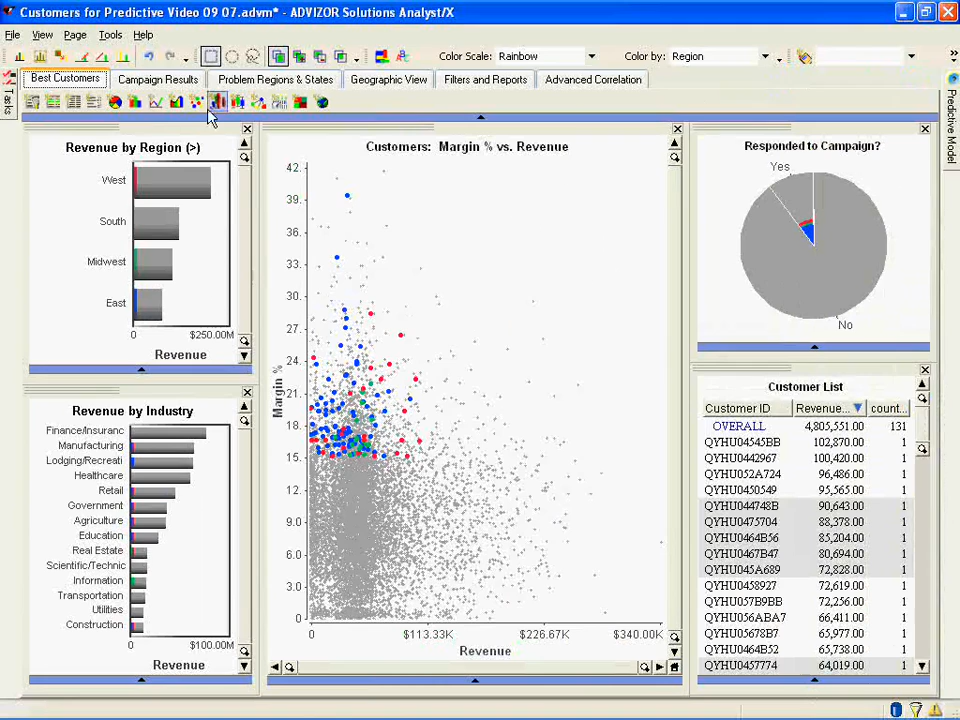 Customers for Predictive Video 09 07.advm* - ADVIZOR Solutions Analyst/X
File View Page Tools Help
Color Scale: Rainbow Color by: Region
Tasks
Best Customers Campaign Results Problem Regions & States Geographic View Filters and Reports Advanced Correlation
Predictive Model
Revenue by Region (>)
West
South
Midwest
East
0 $250.00M
Revenue
Revenue by Industry
Finance/Insuranc
Manufacturing
Lodging/Recreati
Healthcare
Retail
Government
Agriculture
Education
Real Estate
Scientific/Technic
Information
Transportation
Utilities
Construction
0 $100.00M
Revenue
Customers: Margin % vs. Revenue
42.
39.
36.
33.
30.
27.
24.
21.
18.
15.
12.
9.0
6.0
3.0
0
Margin %
0 $113.33K $226.67K $340.00K
Revenue
Responded to Campaign?
Yes
No
Customer List
Customer ID Revenue... count...
OVERALL 4,805,551.00 131
QYHU04545BB 102,870.00 1
QYHU0442967 100,420.00 1
QYHU052A724 96,486.00 1
QYHU0450549 95,565.00 1
QYHU044748B 90,643.00 1
QYHU0475704 88,378.00 1
QYHU0464B56 85,204.00 1
QYHU0467B47 80,694.00 1
QYHU045A689 72,828.00 1
QYHU0458927 72,619.00 1
QYHU057B9BB 72,256.00 1
QYHU056ABA7 66,411.00 1
QYHU05678B7 65,977.00 1
QYHU0464B52 65,738.00 1
QYHU0457774 64,019.00 1